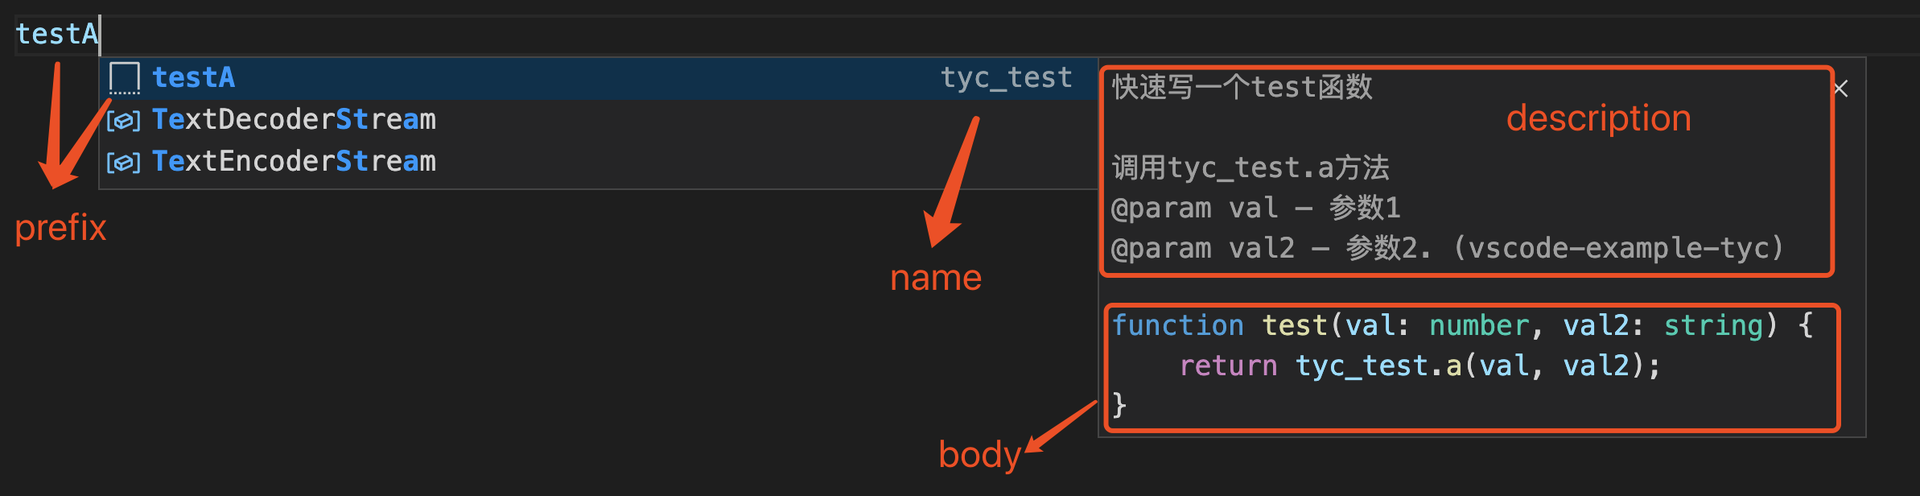 testA
testA tyc_test
TextDecoderStream
TextEncoderStream
prefix
name
快速写一个test函数
description
调用tyc_test.a方法
@param val — 参数1
@param val2 — 参数2. (vscode-example-tyc)
function test(val: number, val2: string) {
    return tyc_test.a(val, val2);
}
body